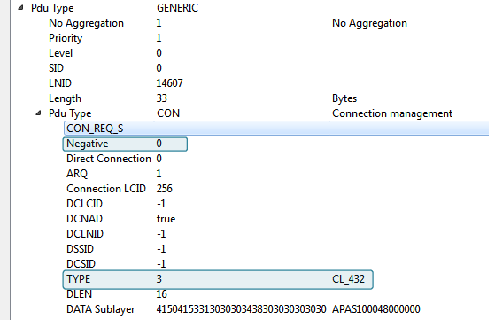 Pdu Type GENERIC
No Aggregation 1 No Aggregation
Priority 1
Level 0
SID 0
LNID 14607
Length 33 Bytes
Pdu Type CON Connection management
CON_REQ_S
Negative 0
Direct Connection 0
ARQ 1
Connection LCID 256
DCLCID -1
DCNAD true
DCLNID -1
DSSID -1
DCSID -1
TYPE 3 CL_432
DLEN 16
DATA Sublayer 41504153313030303438303030303030 APAS100048000000